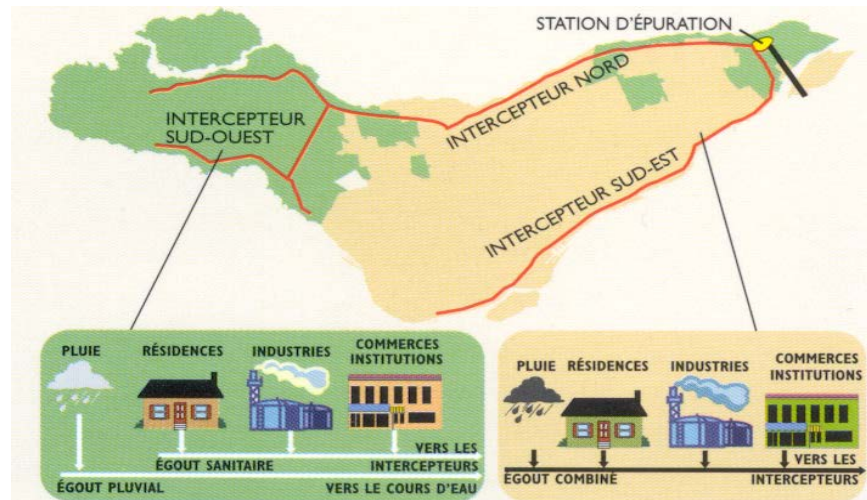 STATION D'ÉPURATION
INTERCEPTEUR NORD
INTERCEPTEUR
SUD-OUEST
INTERCEPTEUR SUD-EST
PLUIE
RÉSIDENCES
INDUSTRIES
COMMERCES
INSTITUTIONS
VERS LES
ÉGOUT SANITAIRE
INTERCEPTEURS
ÉGOUT PLUVIAL
VERS LE COURS D'EAU
PLUIE
RÉSIDENCES
INDUSTRIES
COMMERCES
INSTITUTIONS
VERS LES
ÉGOUT COMBINÉ
INTERCEPTEURS